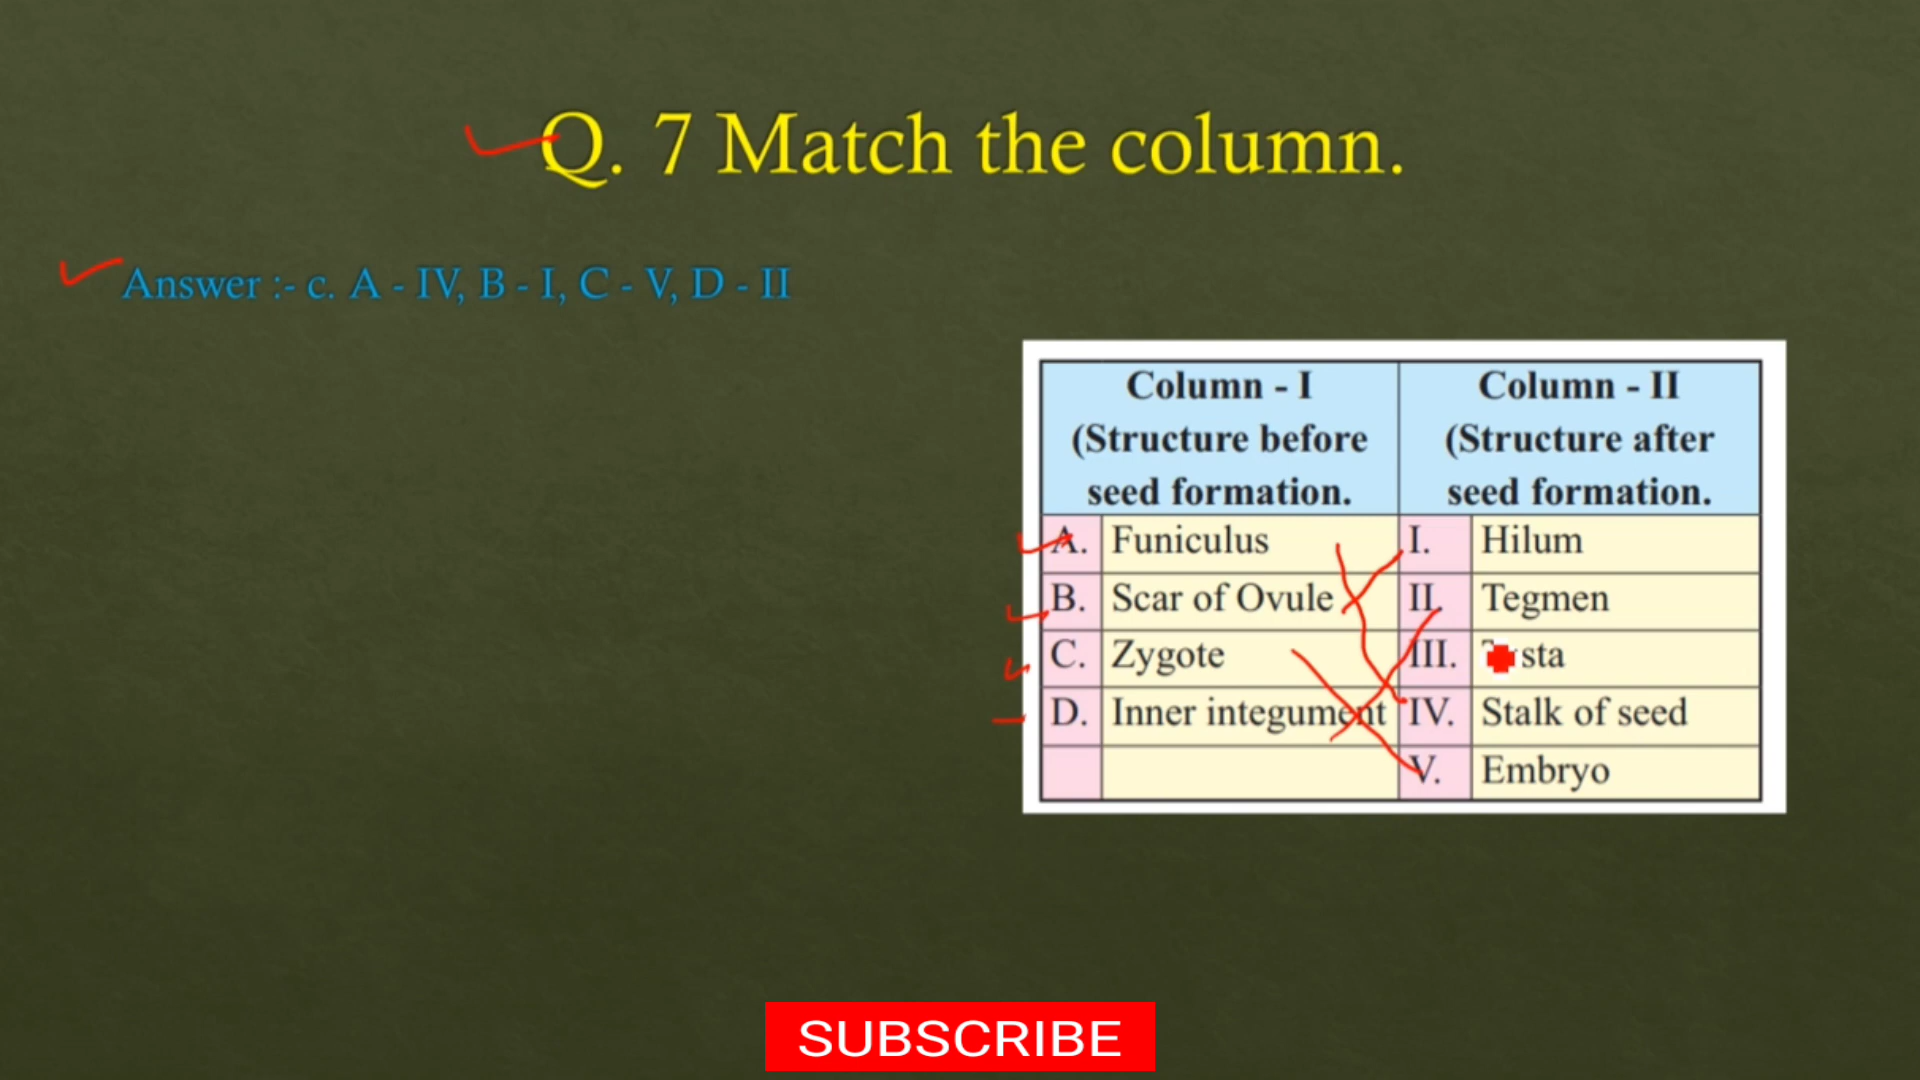 Q. 7 Match the column.
Answer :- c. A - IV, B - I, C - V, D - II
Column - I
(Structure before
seed formation.
Column - II
(Structure after
seed formation.
A. Funiculus I. Hilum
B. Scar of Ovule II. Tegmen
C. Zygote III.
D. Inner integument IV. Stalk of seed
V. Embryo
SUBSCRIBE